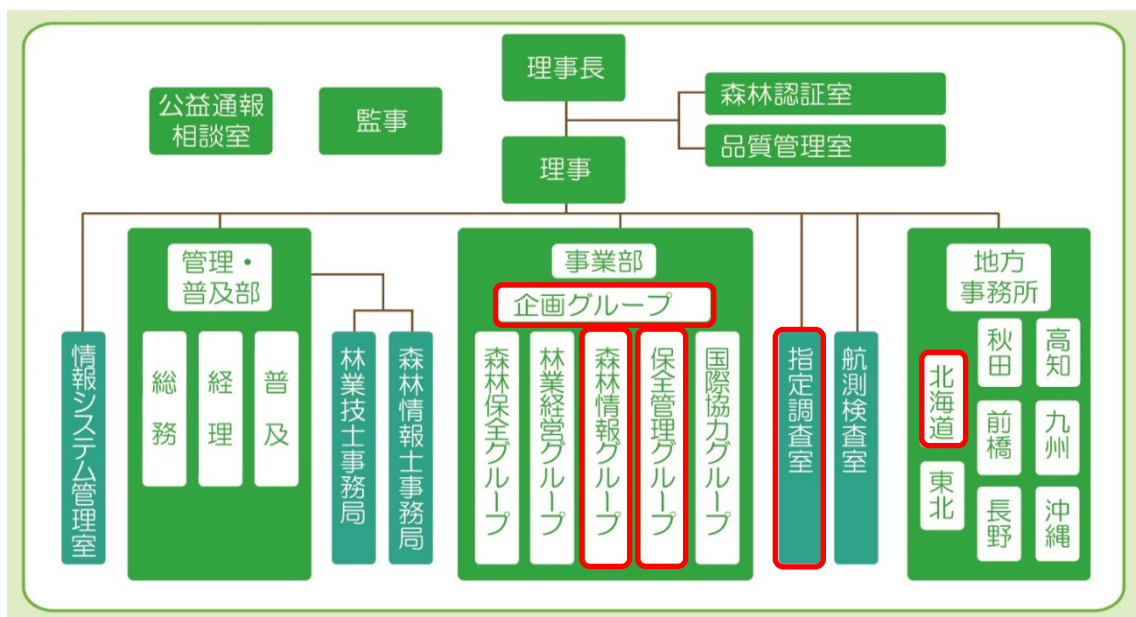 理事長
森林認証室
品質管理室
公益通報
相談室
監事
理事
情報システム管理室
管理・
普及部
総務
経理
普及
林業技士事務局
森林情報士事務局
事業部
企画グループ
森林保全グループ
林業経営グループ
森林情報グループ
保全管理グループ
国際協力グループ
指定調査室
航測検査室
地方
事務所
北海道
東北
秋田
前橋
長野
高知
九州
沖縄